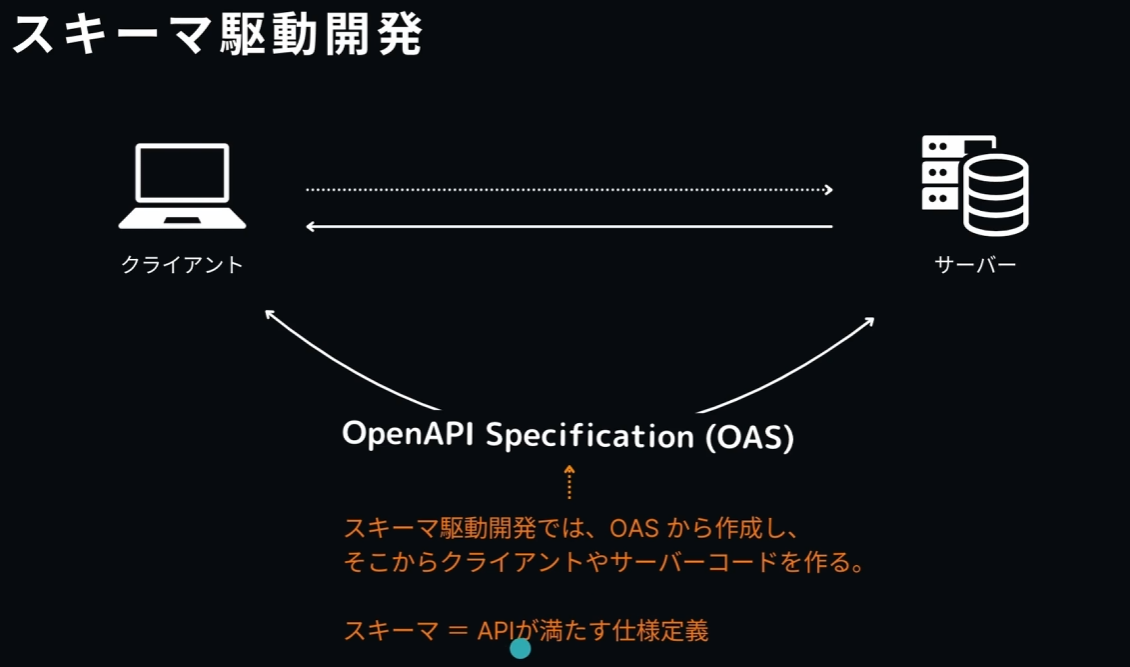 スキーマ駆動開発
クライアント
サーバー
OpenAPI Specification (OAS)
スキーマ駆動開発では、OAS から作成し、
そこからクライアントやサーバーコードを作る。
スキーマ ＝ APIが満たす仕様定義